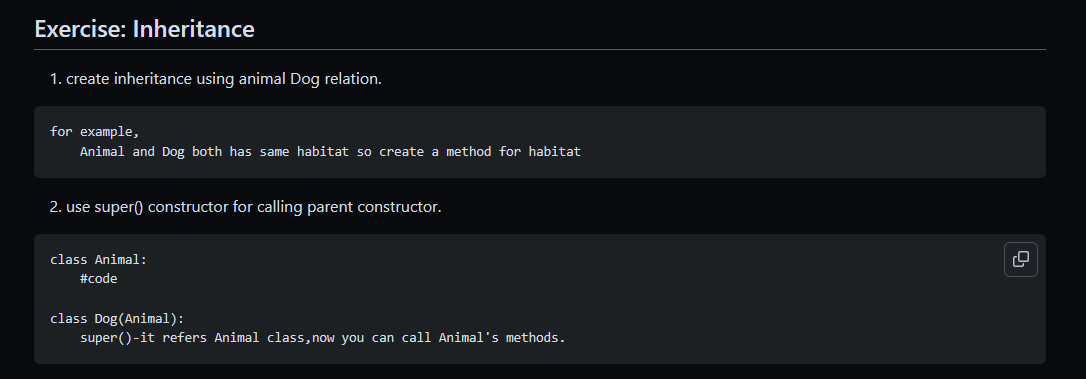 Exercise: Inheritance
1. create inheritance using animal Dog relation.
for example,
    Animal and Dog both has same habitat so create a method for habitat
2. use super() constructor for calling parent constructor.
class Animal:
    #code

class Dog(Animal):
    super()-it refers Animal class,now you can call Animal's methods.